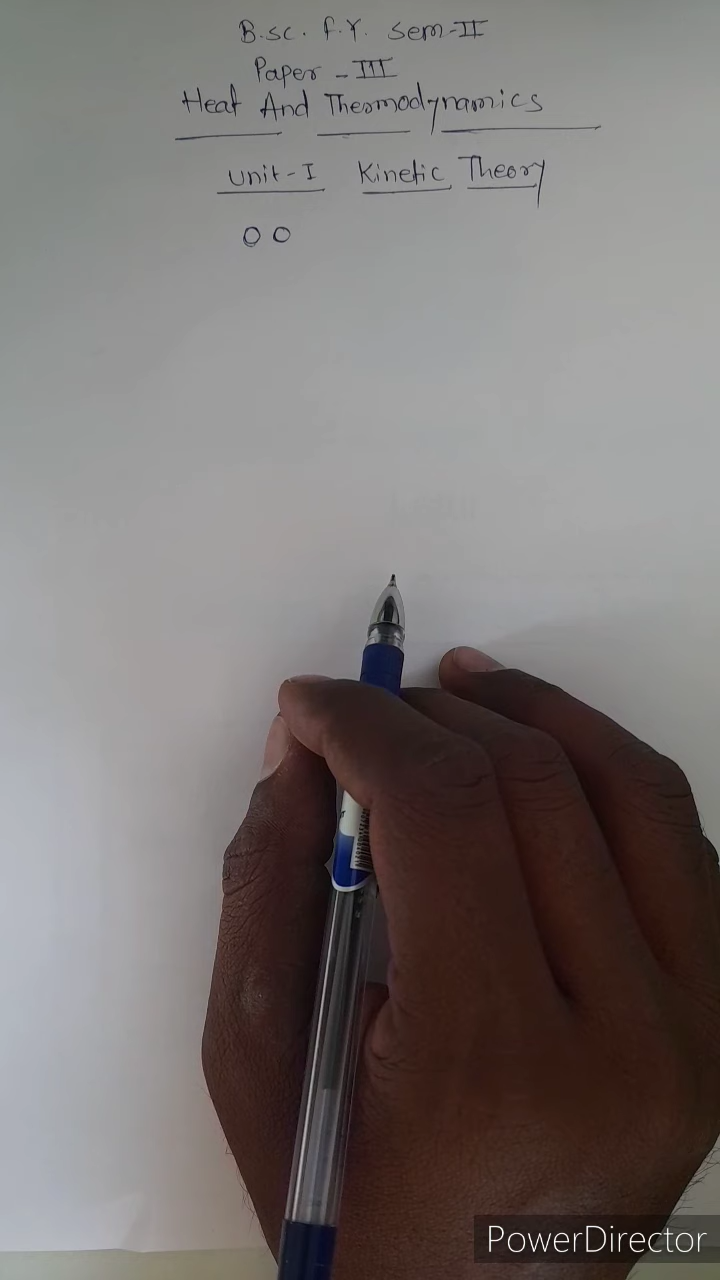 B.sc. f.Y. sem-II
Paper - III
Heat And Thermodynamics
Unit-I Kinetic Theory
PowerDirector